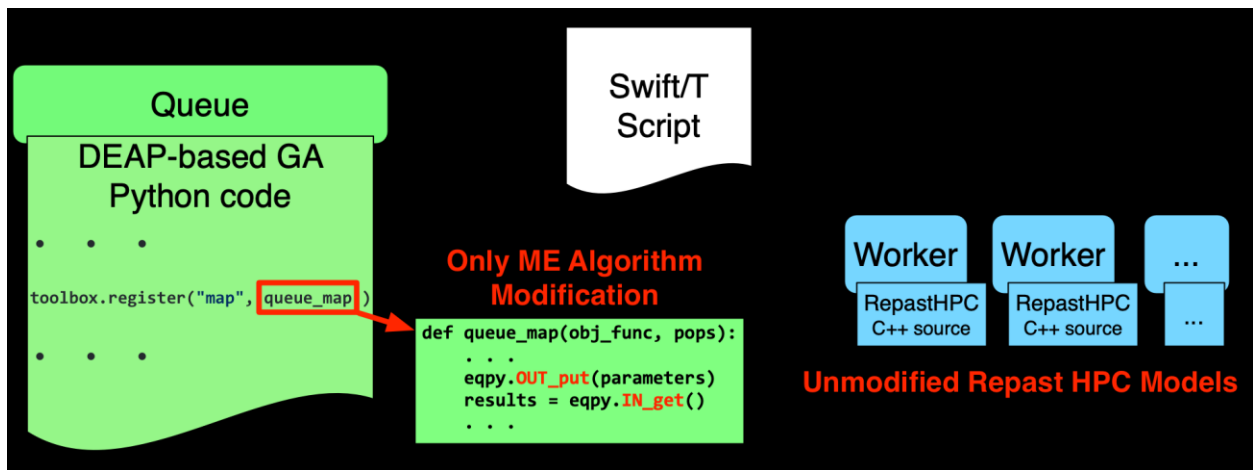 Queue
DEAP-based GA
Python code
. . .
toolbox.register("map", queue_map )
. . .
Swift/T
Script
Only ME Algorithm
Modification
def queue_map(obj_func, pops):
. . .
eqpy.OUT_put(parameters)
results = eqpy.IN_get()
. . .
Worker
RepastHPC
C++ source
Worker
RepastHPC
C++ source
...
...
Unmodified Repast HPC Models